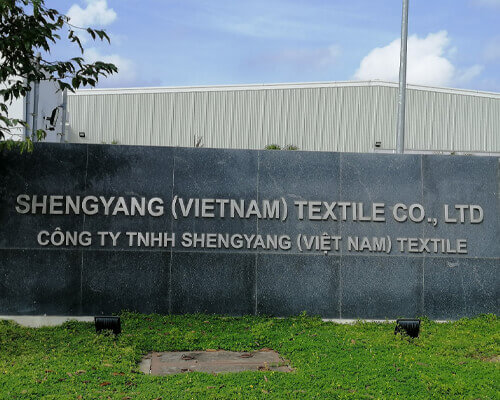 SHENGYANG (VIETNAM) TEXTILE CO., LTD
CÔNG TY TNHH SHENGYANG (VIỆT NAM) TEXTILE